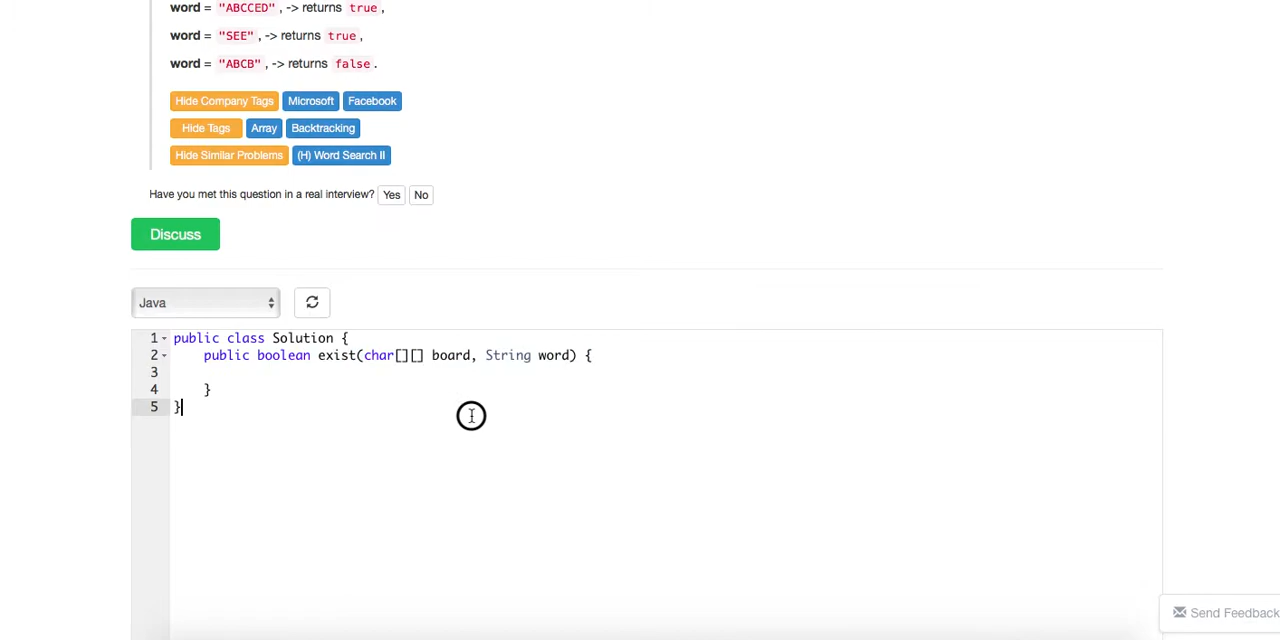 word = "ABCCED", -> returns true,
word = "SEE", -> returns true,
word = "ABCB", -> returns false.
Hide Company Tags Microsoft Facebook
Hide Tags Array Backtracking
Hide Similar Problems (H) Word Search II
Have you met this question in a real interview? Yes No
Discuss
Java
1 public class Solution {
2 public boolean exist(char[][] board, String word) {
3
4 }
5 }
Send Feedback